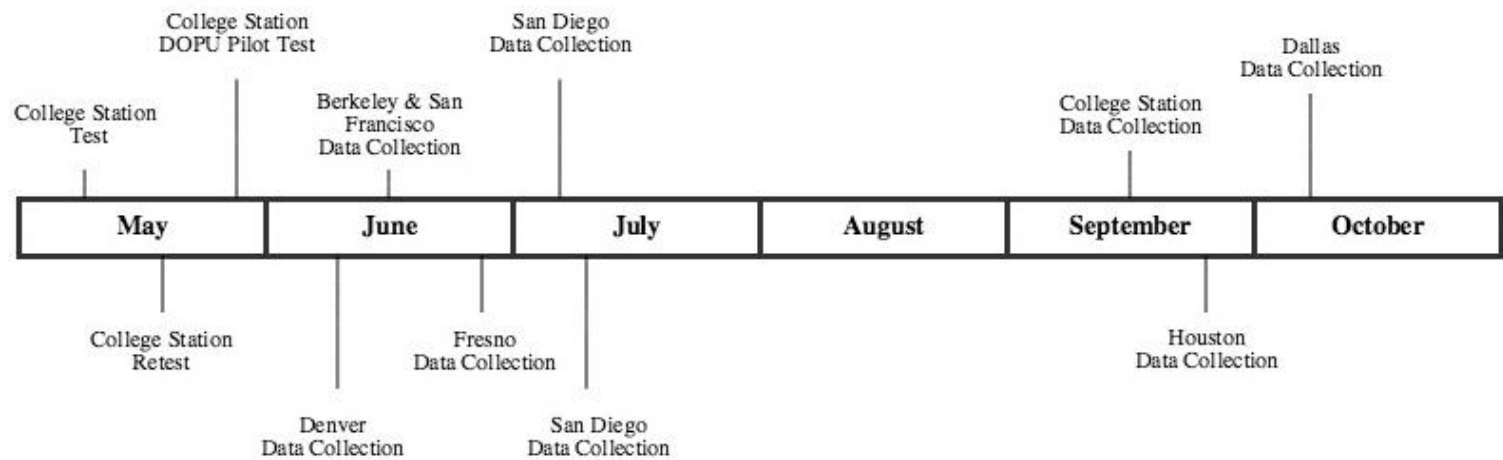 College Station
DOPU Pilot Test
San Diego
Data Collection
Dallas
Data Collection
College Station
Test
Berkeley & San
Francisco
Data Collection
College Station
Data Collection
May June July August September October
College Station
Retest
Fresno
Data Collection
Houston
Data Collection
Denver
Data Collection
San Diego
Data Collection